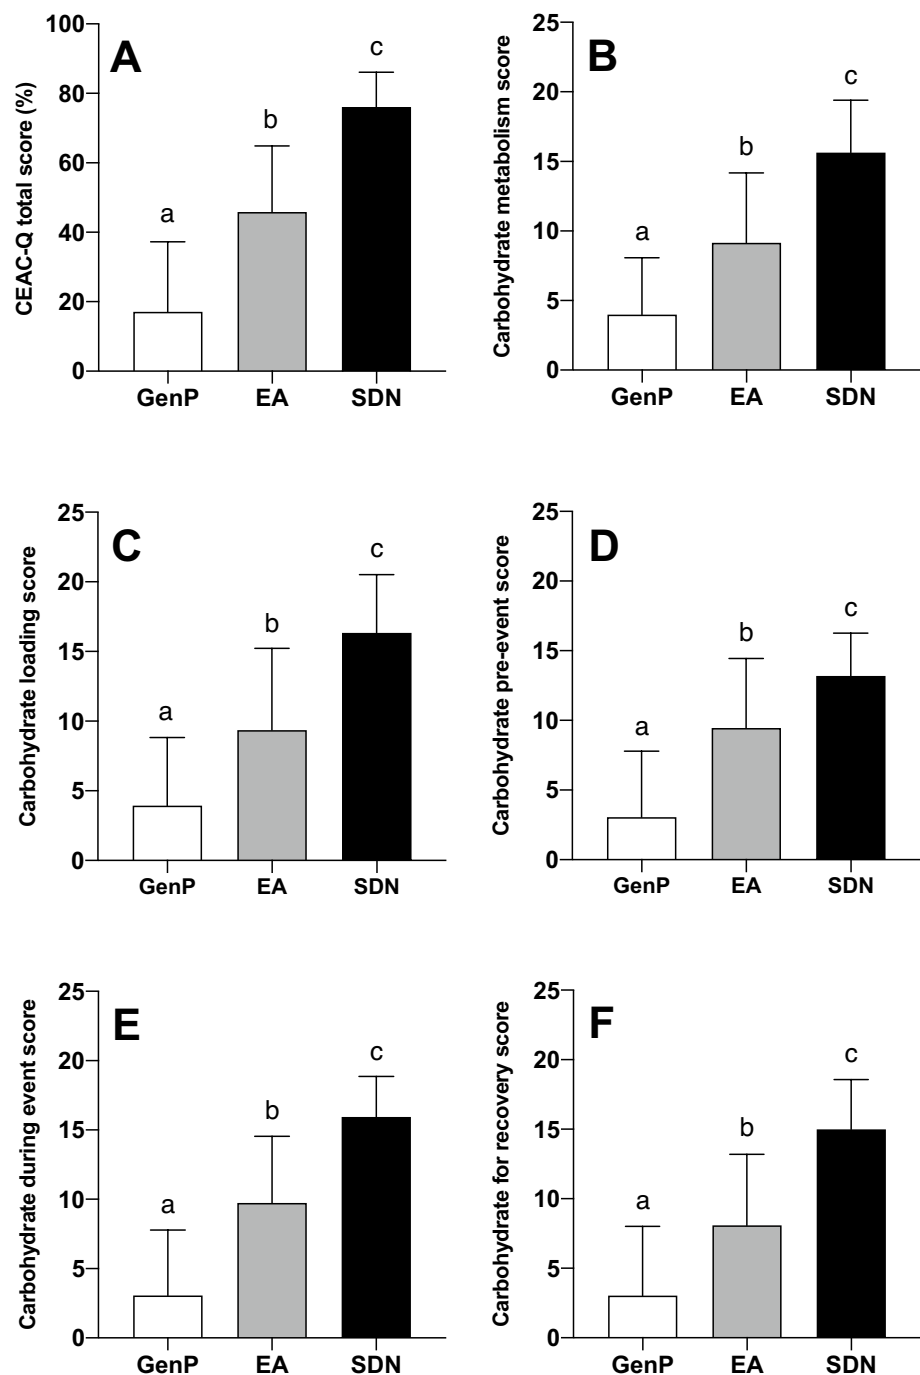 A
CEAC-Q total score (%)
100
80
60
40
20
0
a
b
c
GenP EA SDN
B
Carbohydrate metabolism score
25
20
15
10
5
0
a
b
c
GenP EA SDN
C
Carbohydrate loading score
25
20
15
10
5
0
a
b
c
GenP EA SDN
D
Carbohydrate pre-event score
25
20
15
10
5
0
a
b
c
GenP EA SDN
E
Carbohydrate during event score
25
20
15
10
5
0
a
b
c
GenP EA SDN
F
Carbohydrate for recovery score
25
20
15
10
5
0
a
b
c
GenP EA SDN